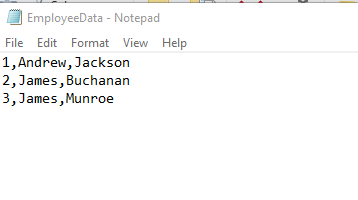 EmployeeData - Notepad
File Edit Format View Help
1,Andrew,Jackson
2,James,Buchanan
3,James,Munroe